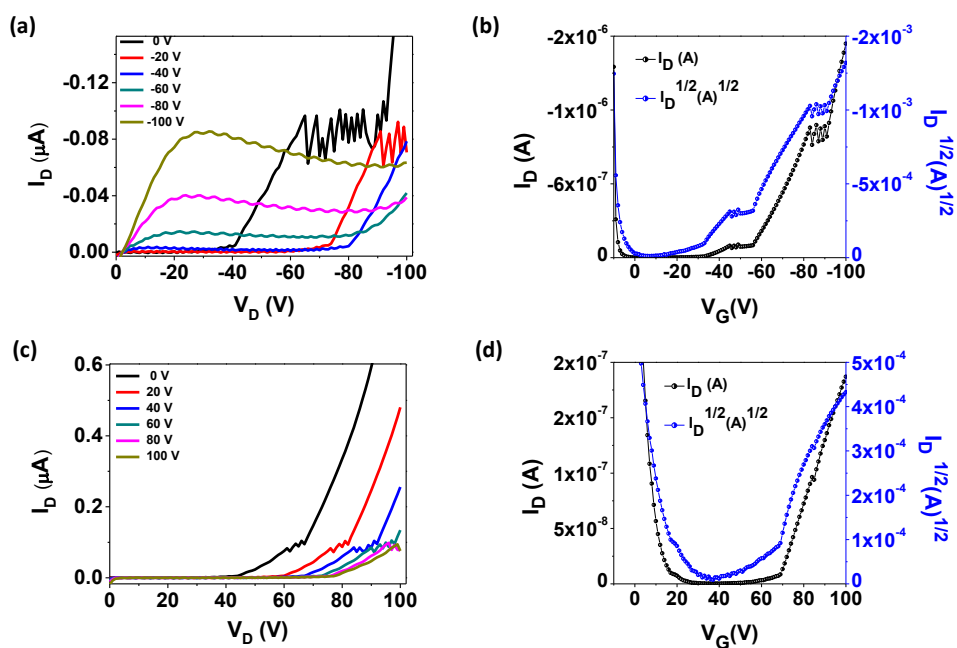 (a)
0 V
-20 V
-40 V
-60 V
-80 V
-100 V
-0.12
-0.08
-0.04
0.00
I_D (μA)
0 -20 -40 -60 -80 -100
V_D (V)
(b)
I_D (A)
I_D^1/2(A)^1/2
-2x10^-6
-1x10^-6
-6x10^-7
0
I_D (A)
-2x10^-3
-1x10^-3
-5x10^-4
0
I_D^1/2(A)^1/2
0 -20 -40 -60 -80 -100
V_G(V)
(c)
0 V
20 V
40 V
60 V
80 V
100 V
0.6
0.4
0.2
0.0
I_D (μA)
0 20 40 60 80 100
V_D (V)
(d)
I_D (A)
I_D^1/2(A)^1/2
2x10^-7
2x10^-7
1x10^-7
5x10^-8
0
I_D (A)
5x10^-4
4x10^-4
3x10^-4
2x10^-4
1x10^-4
0
I_D^1/2(A)^1/2
0 20 40 60 80 100
V_G(V)